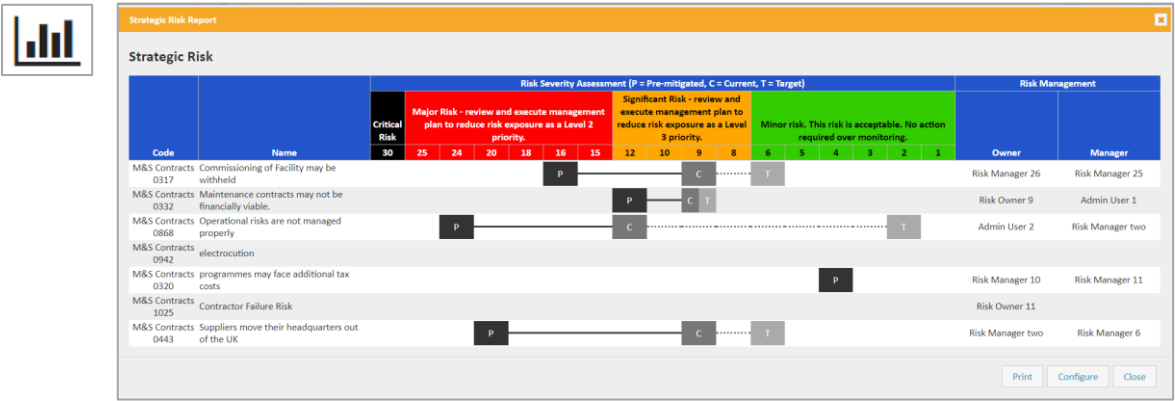 Strategic Risk Report
Strategic Risk
Risk Severity Assessment (P = Pre-mitigated, C = Current, T = Target)
Risk Management
Critical
Risk
Major Risk - review and execute management
plan to reduce risk exposure as a Level 2
priority.
Significant Risk - review and
execute management plan to
reduce risk exposure as a Level
3 priority.
Minor risk. This risk is acceptable. No action
required over monitoring.
Code Name 30 25 24 20 18 16 15 12 10 9 8 6 5 4 3 2 1 Owner Manager
M&S Contracts Commissioning of Facility may be
0317 withheld
P C T Risk Manager 26 Risk Manager 25
M&S Contracts Maintenance contracts may not be
0332 financially viable.
P C T Risk Owner 9 Admin User 1
M&S Contracts Operational risks are not managed
0868 properly
P C T Admin User 2 Risk Manager two
M&S Contracts
0942
electrocution
M&S Contracts programmes may face additional tax
0320 costs
P Risk Manager 10 Risk Manager 11
M&S Contracts
1025
Contractor Failure Risk Risk Owner 11
M&S Contracts Suppliers move their headquarters out
0443 of the UK
P C T Risk Manager two Risk Manager 6
Print Configure Close